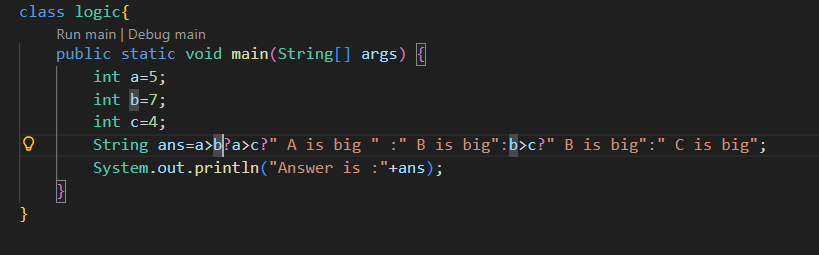 class logic{
Run main | Debug main
public static void main(String[] args) {
int a=5;
int b=7;
int c=4;
String ans=a>b?a>c?" A is big " :" B is big":b>c?" B is big":" C is big";
System.out.println("Answer is :"+ans);
}
}